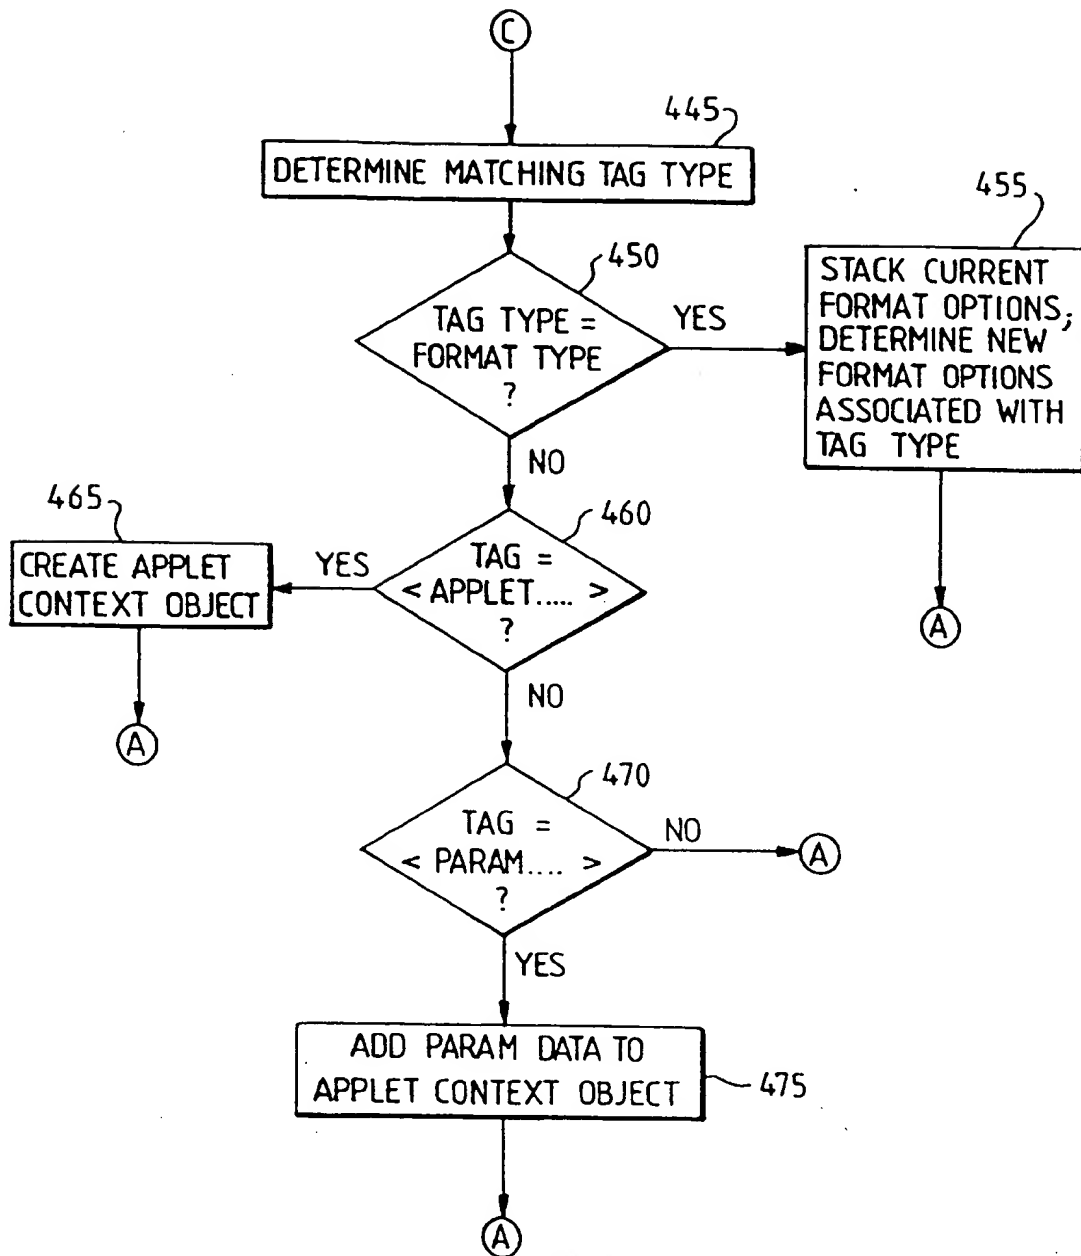 C
445
DETERMINE MATCHING TAG TYPE
450
TAG TYPE =
FORMAT TYPE
?
YES
455
STACK CURRENT
FORMAT OPTIONS;
DETERMINE NEW
FORMAT OPTIONS
ASSOCIATED WITH
TAG TYPE
A
NO
460
TAG =
< APPLET..... >
?
YES
465
CREATE APPLET
CONTEXT OBJECT
A
NO
470
TAG =
< PARAM.... >
?
NO
A
YES
ADD PARAM DATA TO
APPLET CONTEXT OBJECT
475
A